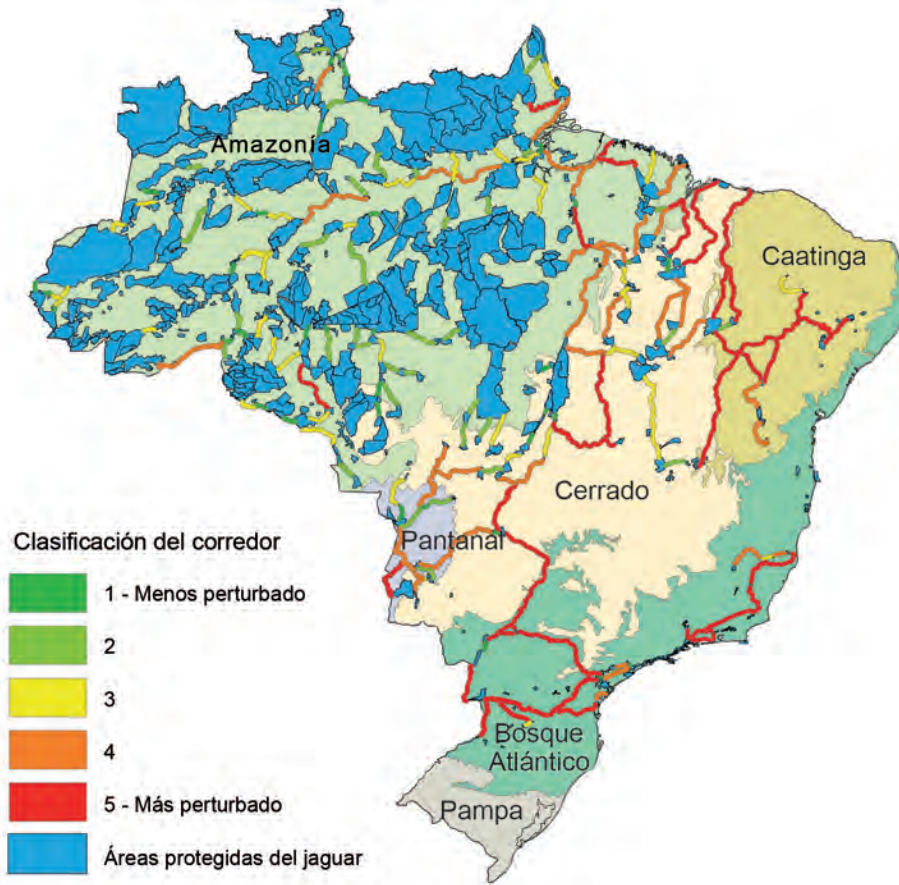 Amazonía
Caatinga
Cerrado
Pantanal
Bosque
Atlántico
Pampa
Clasificación del corredor
1 - Menos perturbado
2
3
4
5 - Más perturbado
Áreas protegidas del jaguar